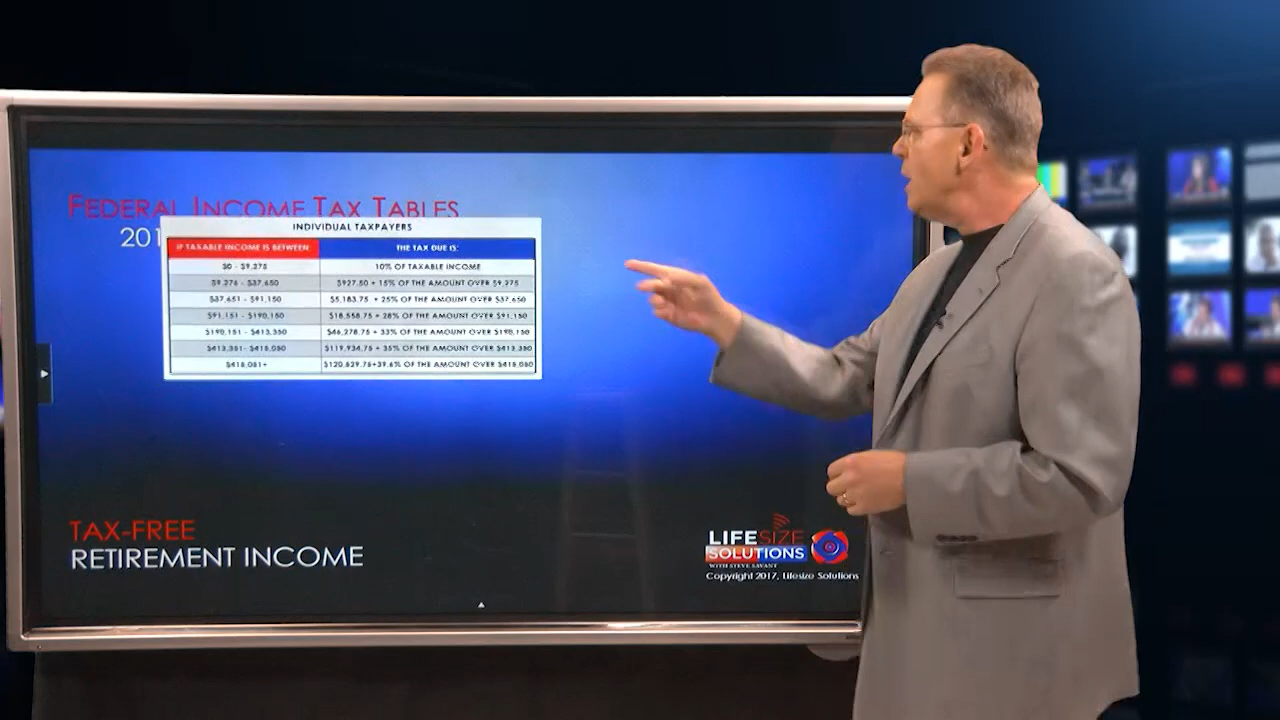 FEDERAL INCOME TAX TABLES
201
INDIVIDUAL TAXPAYERS
IF TAXABLE INCOME IS BETWEEN THE TAX DUE IS:
$0 - $9,275 10% OF TAXABLE INCOME
$9,276 - $37,650 $927.50 + 15% OF THE AMOUNT OVER $9,275
$37,651 - $91,150 $5,183.75 + 25% OF THE AMOUNT OVER $37,650
$91,151 - $190,150 $18,558.75 + 28% OF THE AMOUNT OVER $91,150
$190,151 - $413,350 $46,278.75 + 33% OF THE AMOUNT OVER $190,150
$413,351 - $415,050 $119,934.75 + 35% OF THE AMOUNT OVER $413,350
$415,051+ $120,529.75+39.6% OF THE AMOUNT OVER $415,050
TAX-FREE
RETIREMENT INCOME
LIFESIZE
SOLUTIONS
WITH STEVE SAVANT
Copyright 2017, Lifesize Solutions